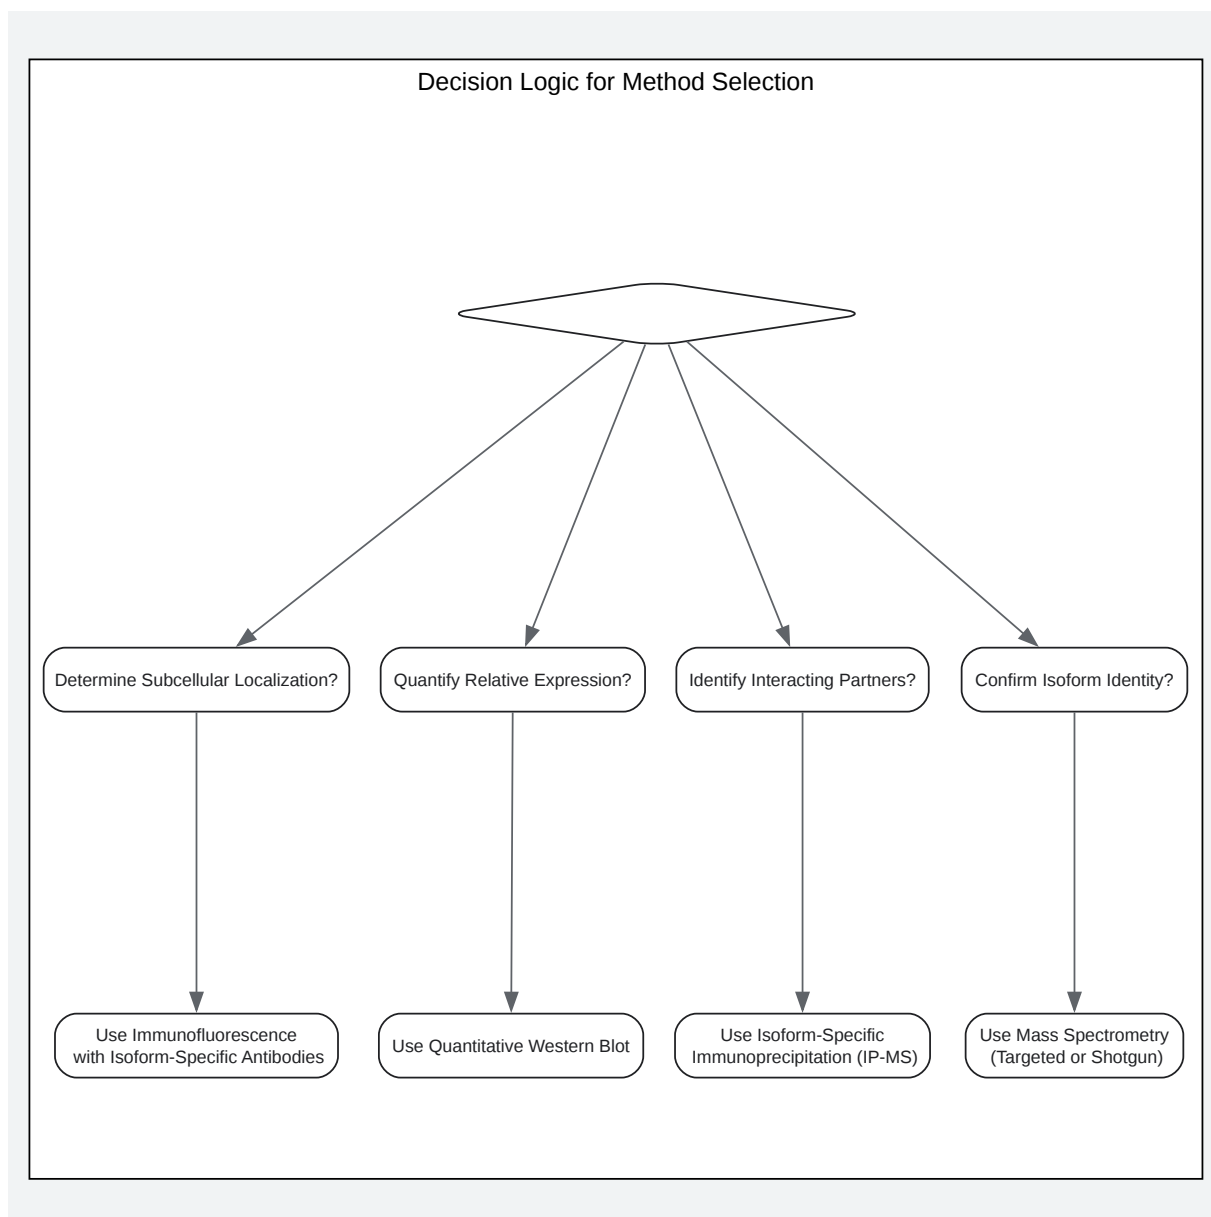 Decision Logic for Method Selection
Determine Subcellular Localization?
Quantify Relative Expression?
Identify Interacting Partners?
Confirm Isoform Identity?
Use Immunofluorescence
with Isoform-Specific Antibodies
Use Quantitative Western Blot
Use Isoform-Specific
Immunoprecipitation (IP-MS)
Use Mass Spectrometry
(Targeted or Shotgun)